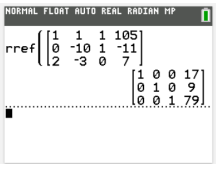 NORMAL FLOAT AUTO REAL RADIAN MP
rref([1 1 1 105]
[0 -10 1 -11]
[2 -3 0 7])
[1 0 0 17]
[0 1 0 9]
[0 0 1 79]